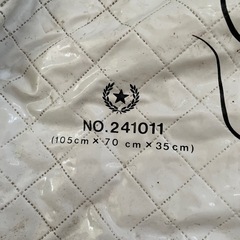 NO.241011
(105cm × 70 cm × 35cm)